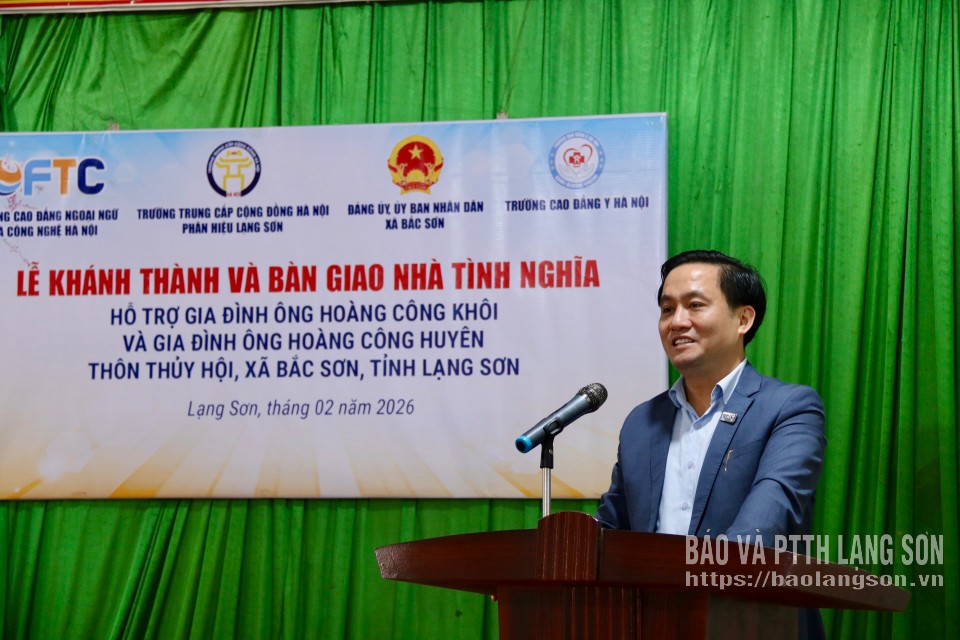 FTC
TRƯỜNG TRUNG CẤP CỘNG ĐỒNG HÀ NỘI
PHÂN HIỆU LẠNG SƠN
ĐẢNG ỦY, ỦY BAN NHÂN DÂN
XÃ BẮC SƠN
TRƯỜNG CAO ĐẲNG Y HÀ NỘI
NG CAO ĐẲNG NGOẠI NGỮ
À CÔNG NGHỆ HÀ NỘI
LỄ KHÁNH THÀNH VÀ BÀN GIAO NHÀ TÌNH NGHĨA
HỖ TRỢ GIA ĐÌNH ÔNG HOÀNG CÔNG KHÔI
VÀ GIA ĐÌNH ÔNG HOÀNG CÔNG HUYÊN
THÔN THỦY HỘI, XÃ BẮC SƠN, TỈNH LẠNG SƠN
Lạng Sơn, tháng 02 năm 2026
BÁO VÀ PTTH LẠNG SƠN
https://baolangson.vn